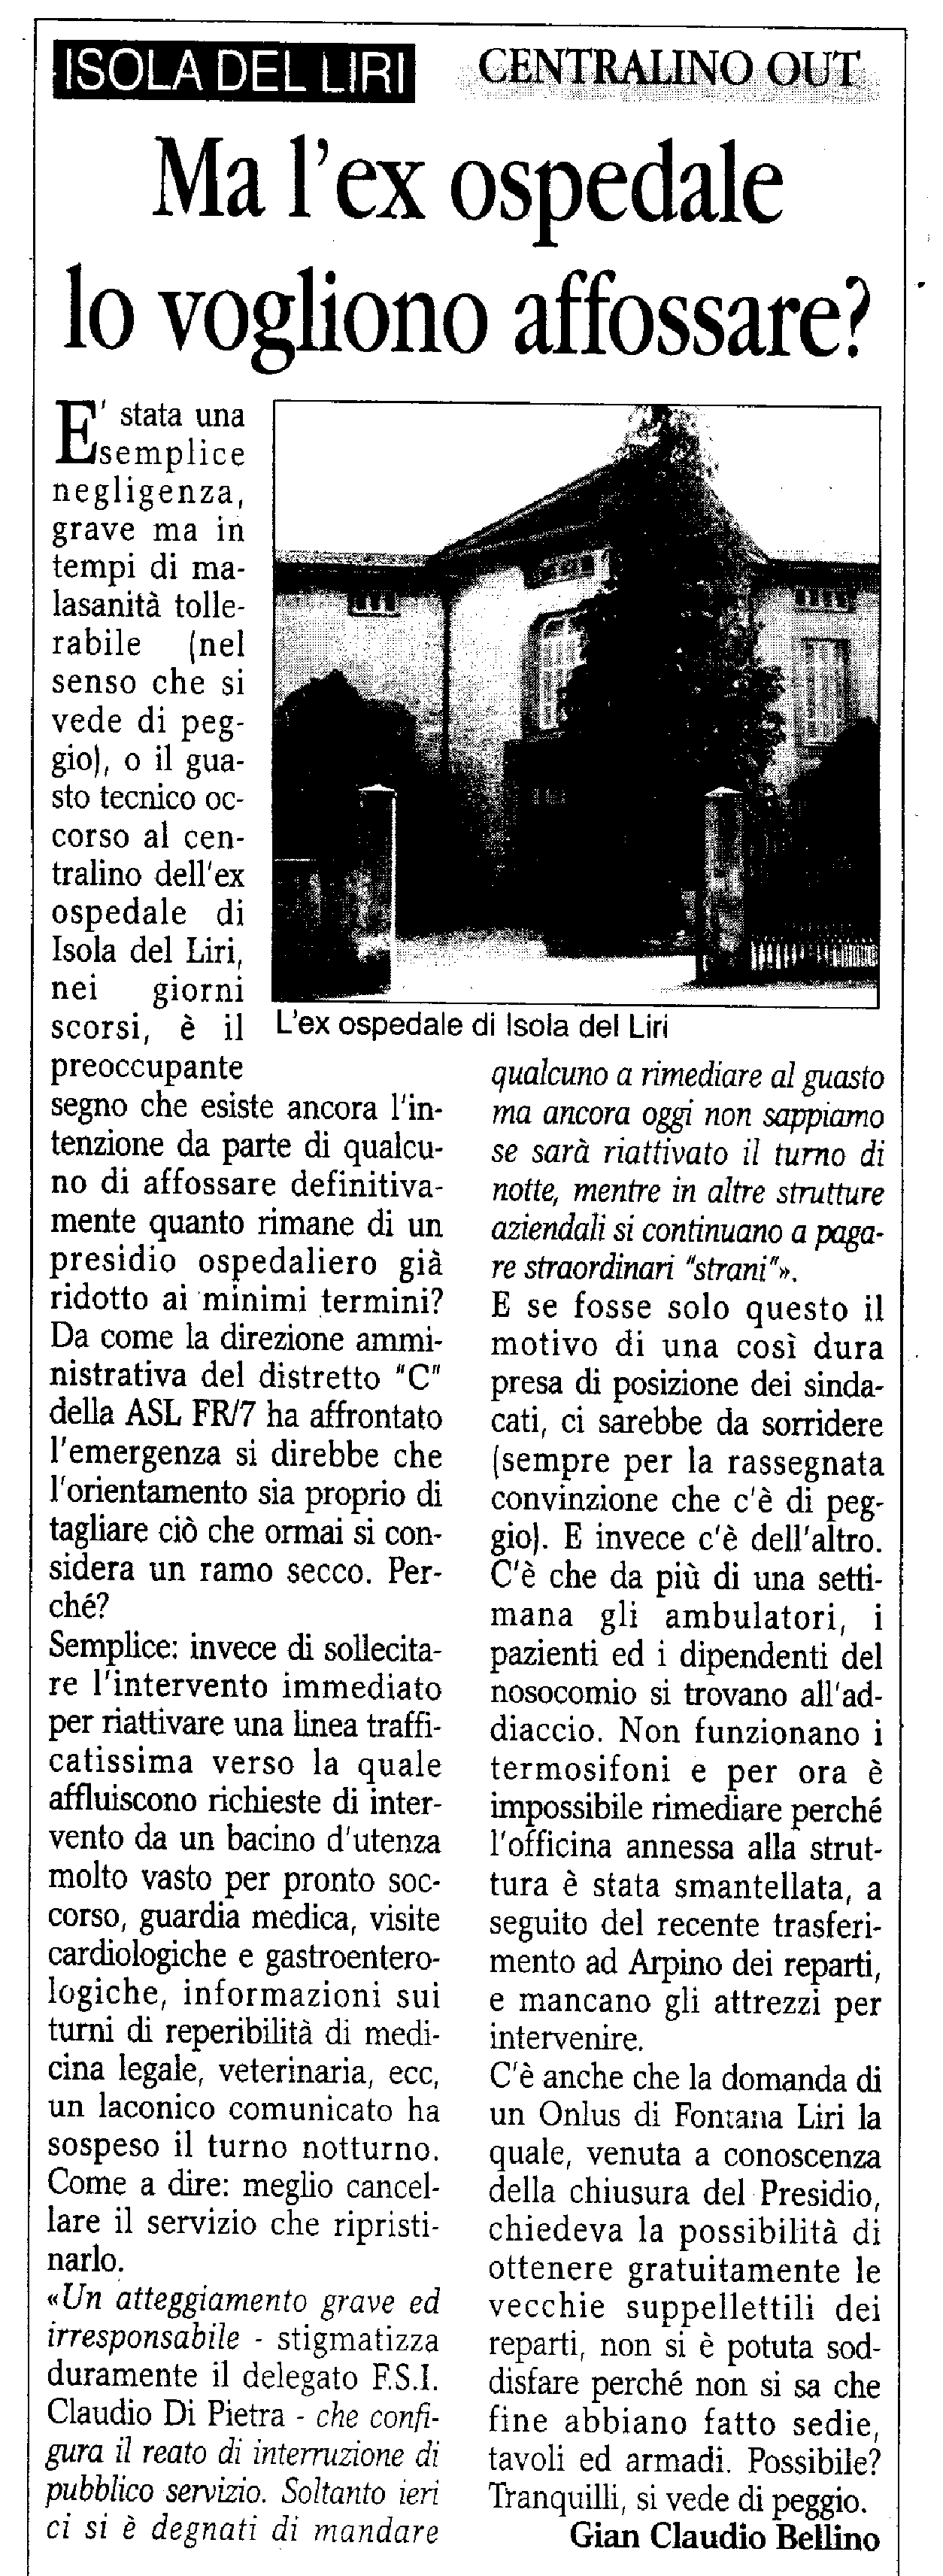 ISOLA DEL LIRI
CENTRALINO OUT
Ma l'ex ospedale
lo vogliono affossare?
E' stata una
semplice
negligenza,
grave ma in
tempi di ma-
lasanità tolle-
rabile (nel
senso che si
vede di peg-
gio), o il gua-
sto tecnico oc-
corso al cen-
tralino dell'ex
ospedale di
Isola del Liri,
nei giorni
scorsi, è il
preoccupante
segno che esiste ancora l'in-
tenzione da parte di qualcu-
no di affossare definitiva-
mente quanto rimane di un
presidio ospedaliero già
ridotto ai minimi termini?
Da come la direzione ammi-
nistrativa del distretto "C"
della ASL FR/7 ha affrontato
l'emergenza si direbbe che
l'orientamento sia proprio di
tagliare ciò che ormai si con-
sidera un ramo secco. Per-
ché?
Semplice: invece di sollecita-
re l'intervento immediato
per riattivare una linea traffi-
catissima verso la quale
affluiscono richieste di inter-
vento da un bacino d'utenza
molto vasto per pronto soc-
corso, guardia medica, visite
cardiologiche e gastroentero-
logiche, informazioni sui
turni di reperibilità di medi-
cina legale, veterinaria, ecc,
un laconico comunicato ha
sospeso il turno notturno.
Come a dire: meglio cancel-
lare il servizio che ripristi-
narlo.
«Un atteggiamento grave ed
irresponsabile - stigmatizza
duramente il delegato F.S.I.
Claudio Di Pietra - che confi-
gura il reato di interruzione di
pubblico servizio. Soltanto ieri
ci si è degnati di mandare
L'ex ospedale di Isola del Liri
qualcuno a rimediare al guasto
ma ancora oggi non sappiamo
se sarà riattivato il turno di
notte, mentre in altre strutture
aziendali si continuano a paga-
re straordinari "strani"».
E se fosse solo questo il
motivo di una così dura
presa di posizione dei sinda-
cati, ci sarebbe da sorridere
(sempre per la rassegnata
convinzione che c'è di peg-
gio). E invece c'è dell'altro.
C'è che da più di una setti-
mana gli ambulatori, i
pazienti ed i dipendenti del
nosocomio si trovano all'ad-
diaccio. Non funzionano i
termosifoni e per ora è
impossibile rimediare perché
l'officina annessa alla strut-
tura è stata smantellata, a
seguito del recente trasferi-
mento ad Arpino dei reparti,
e mancano gli attrezzi per
intervenire.
C'è anche che la domanda di
un Onlus di Fontana Liri la
quale, venuta a conoscenza
della chiusura del Presidio,
chiedeva la possibilità di
ottenere gratuitamente le
vecchie suppellettili dei
reparti, non si è potuta sod-
disfare perché non si sa che
fine abbiano fatto sedie,
tavoli ed armadi. Possibile?
Tranquilli, si vede di peggio.
Gian Claudio Bellino